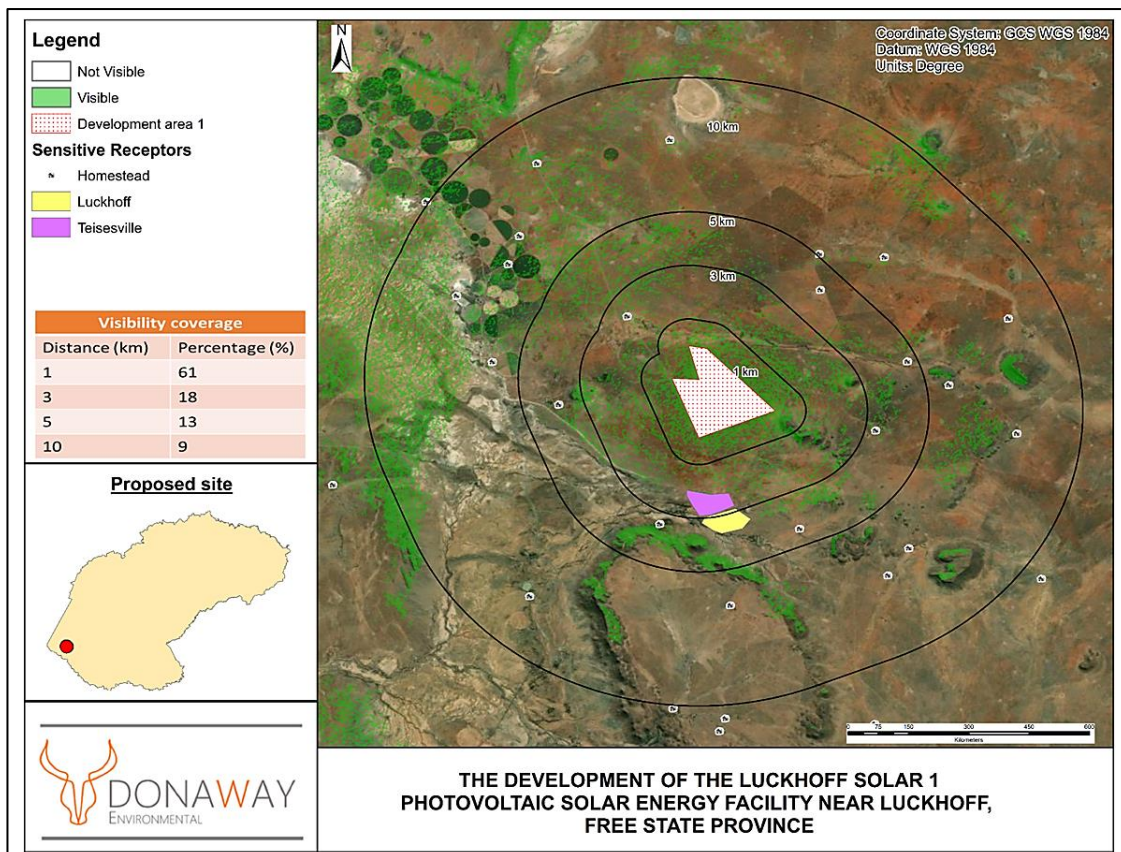 Legend
Not Visible
Visible
Development area 1
Sensitive Receptors
Homestead
Luckhoff
Teisesville
Visibility coverage
Distance (km) Percentage (%)
1 61
3 18
5 13
10 9
Proposed site
DONAWAY
ENVIRONMENTAL
N
Coordinate System: GCS WGS 1984
Datum: WGS 1984
Units: Degree
10 km
5 km
3 km
1 km
0 75 150 300 450 600
Kilometers
THE DEVELOPMENT OF THE LUCKHOFF SOLAR 1
PHOTOVOLTAIC SOLAR ENERGY FACILITY NEAR LUCKHOFF,
FREE STATE PROVINCE